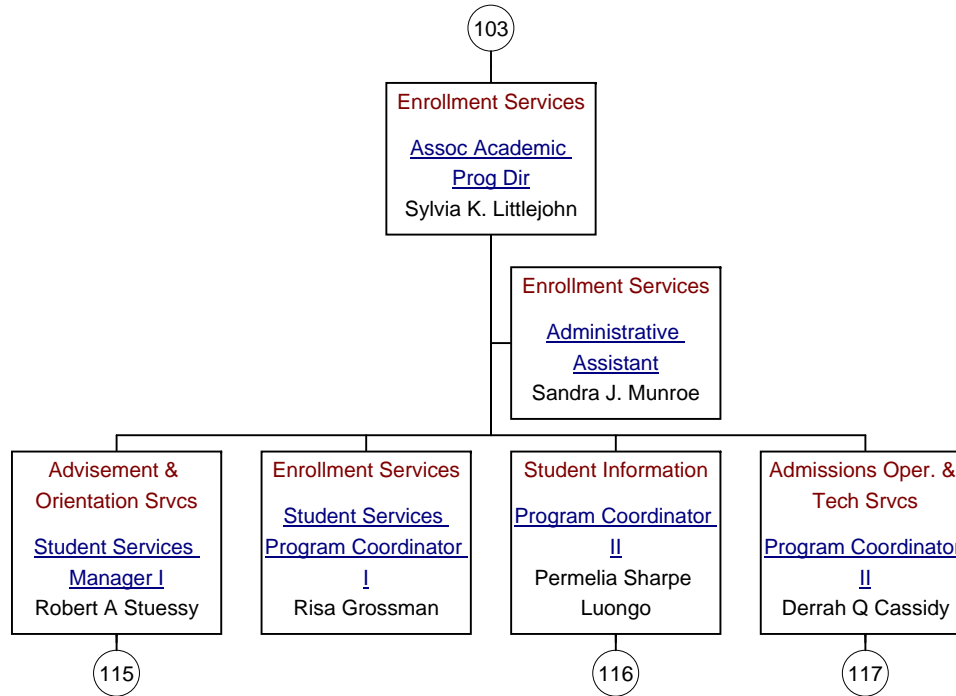 103
Enrollment Services
Assoc Academic
Prog Dir
Sylvia K. Littlejohn
Enrollment Services
Administrative
Assistant
Sandra J. Munroe
Advisement &
Orientation Srvcs
Student Services
Manager I
Robert A Stuessy
115
Enrollment Services
Student Services
Program Coordinator
I
Risa Grossman
Student Information
Program Coordinator
II
Permelia Sharpe
Luongo
116
Admissions Oper. &
Tech Srvcs
Program Coordinator
II
Derrah Q Cassidy
117